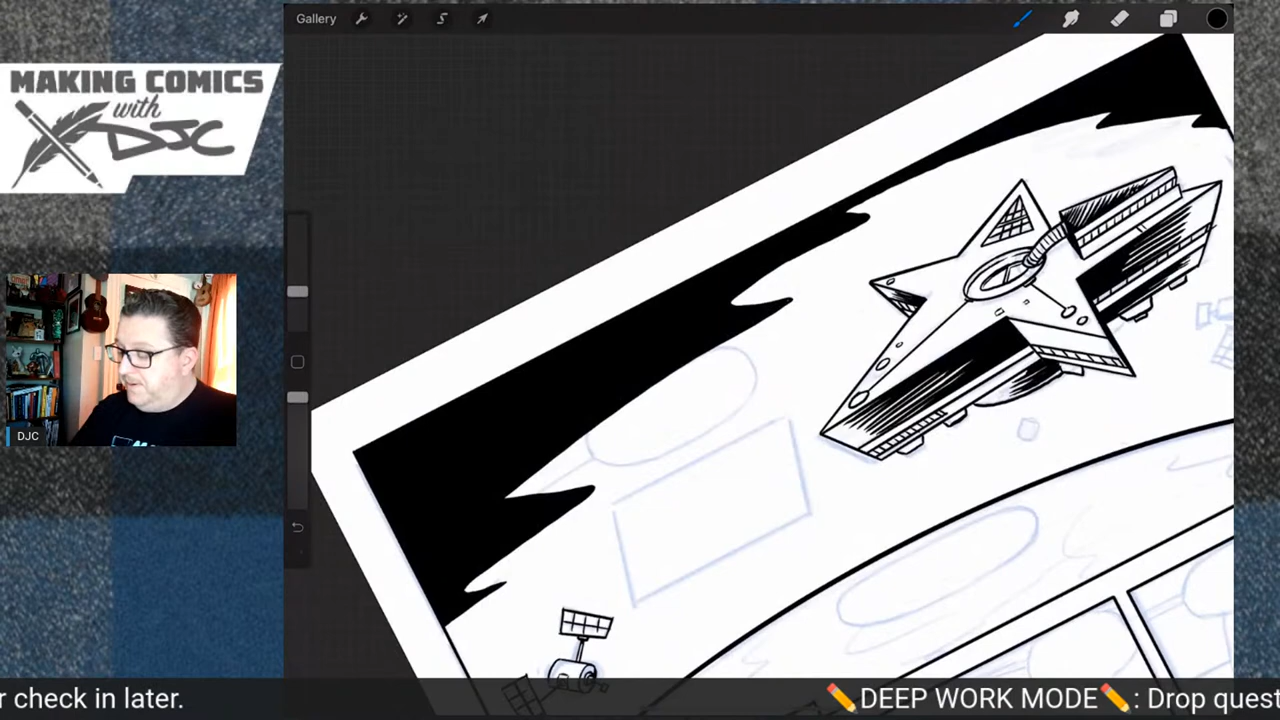 Gallery
MAKING COMICS
with
DJC
DJC
r check in later.
✏️DEEP WORK MODE✏️: Drop quest